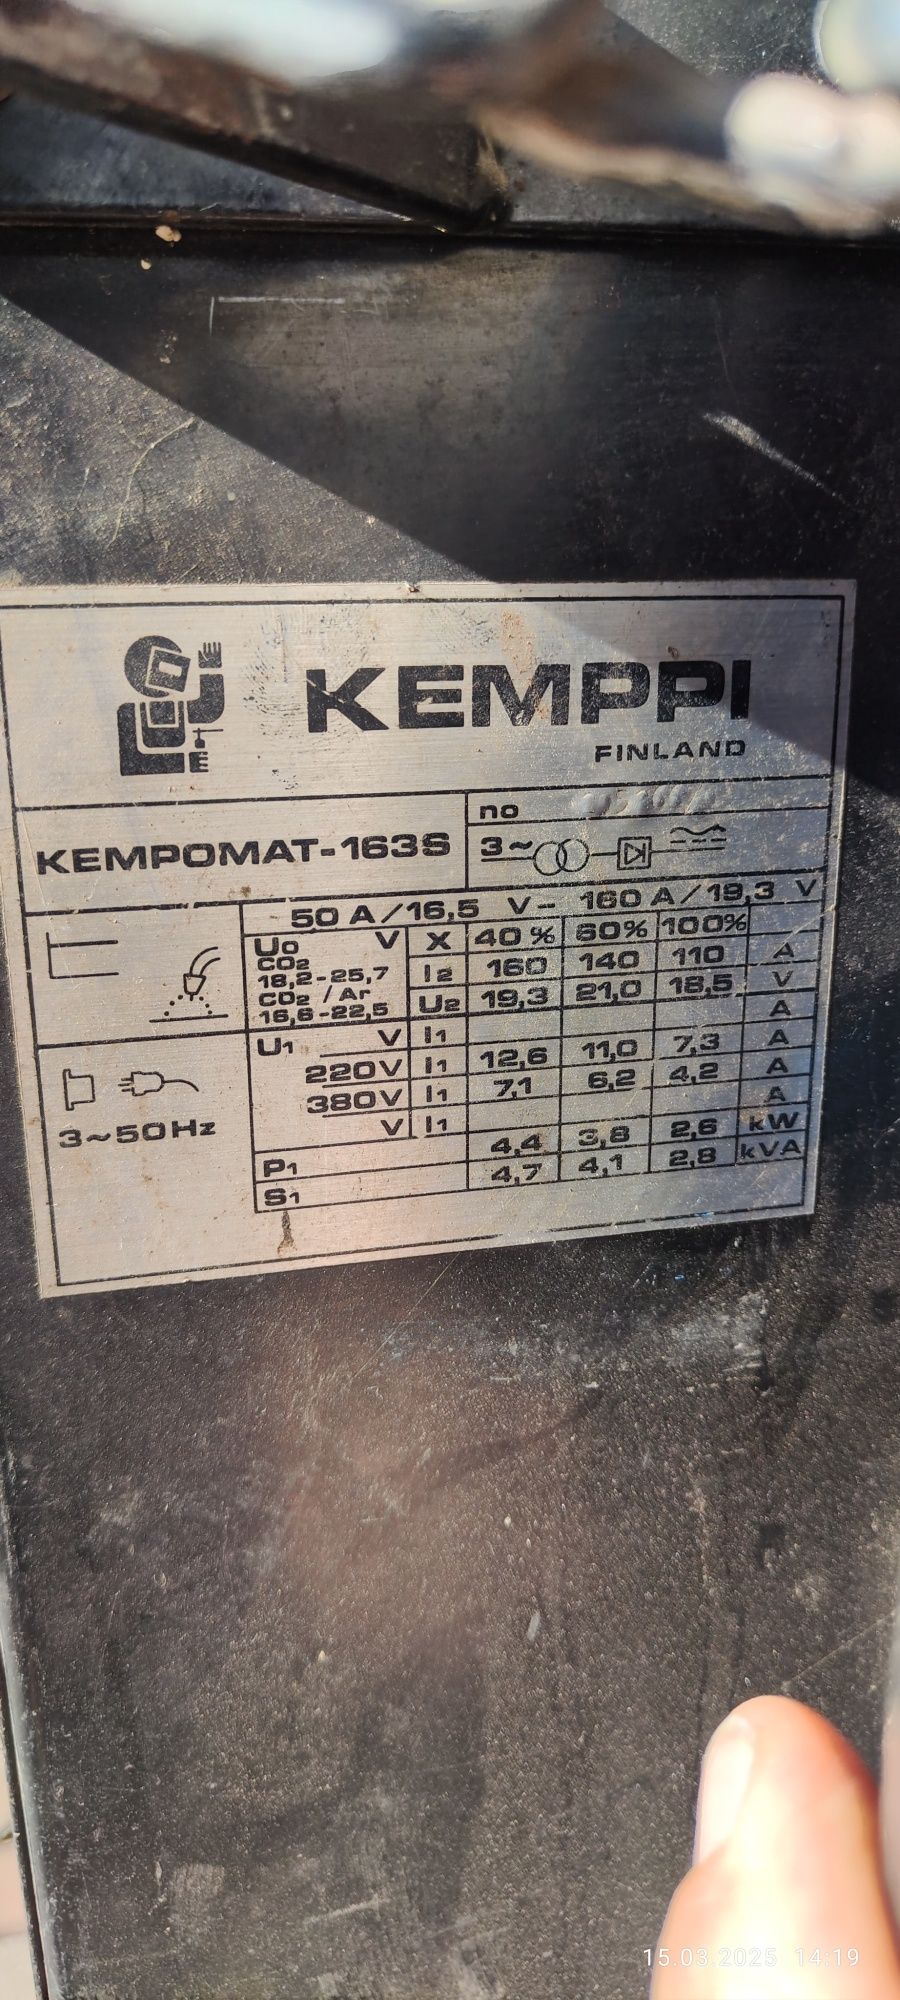 E
KEMPPI
FINLAND
no
KEMPOMAT-163S
3~
50 A/16,5 V- 160 A/19,3 V
U0 V X 40% 60% 100%
CO2
18,2-25,7 I2 160 140 110 A
CO2 / Ar
16,6-22,5 U2 19,3 21,0 18,5 V
U1 V I1 A
220V I1 12,6 11,0 7,3 A
380V I1 7,1 6,2 4,2 A
V I1 A
3~50Hz
P1 4,4 3,8 2,6 kW
S1 4,7 4,1 2,8 kVA
15.03.2025 14:19